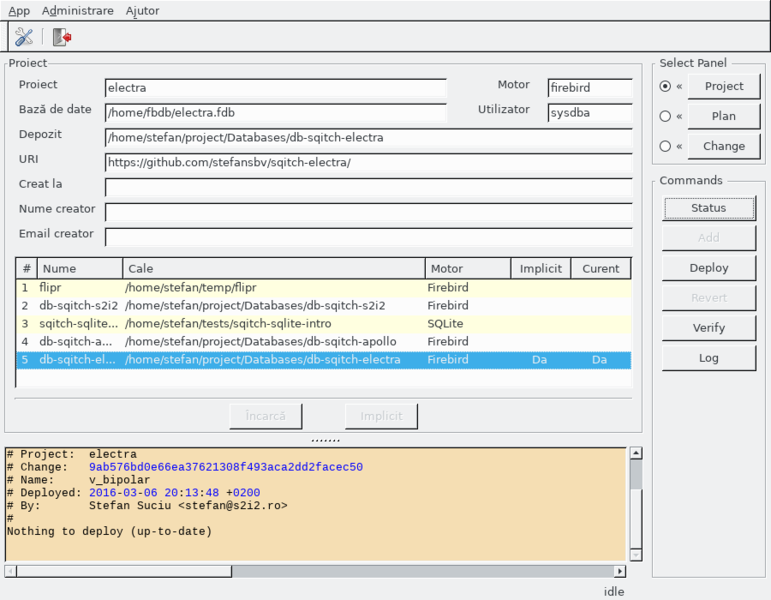 App Administrare Ajutor
Proiect
Proiect electra Motor firebird
Bază de date /home/fbdb/electra.fdb Utilizator sysdba
Depozit /home/stefan/project/Databases/db-sqitch-electra
URI https://github.com/stefansbv/sqitch-electra/
Creat la
Nume creator
Email creator
# Nume Cale Motor Implicit Curent
1 flipr /home/stefan/temp/flipr Firebird
2 db-sqitch-s2i2 /home/stefan/project/Databases/db-sqitch-s2i2 Firebird
3 sqitch-sqlite... /home/stefan/tests/sqitch-sqlite-intro SQLite
4 db-sqitch-a... /home/stefan/project/Databases/db-sqitch-apollo Firebird
5 db-sqitch-el... /home/stefan/project/Databases/db-sqitch-electra Firebird Da Da
Încarcă Implicit
Select Panel
« Project
« Plan
« Change
Commands
Status
Add
Deploy
Revert
Verify
Log
# Project: electra
# Change: 9ab576bd0e66ea37621308f493aca2dd2facec50
# Name: v_bipolar
# Deployed: 2016-03-06 20:13:48 +0200
# By: Stefan Suciu <stefan@s2i2.ro>
#
Nothing to deploy (up-to-date)
idle